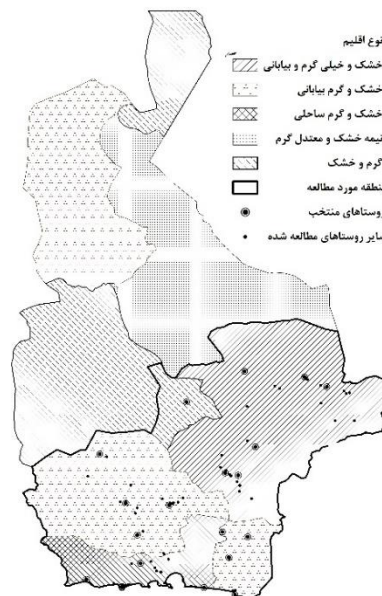 نوع اقلیم
خشک و خیلی گرم و بیابانی
خشک و گرم بیابانی
خشک و گرم ساحلی
نیمه خشک و معتدل گرم
گرم و خشک
منطقه مورد مطالعه
روستاهای منتخب
سایر روستاهای مطالعه شده